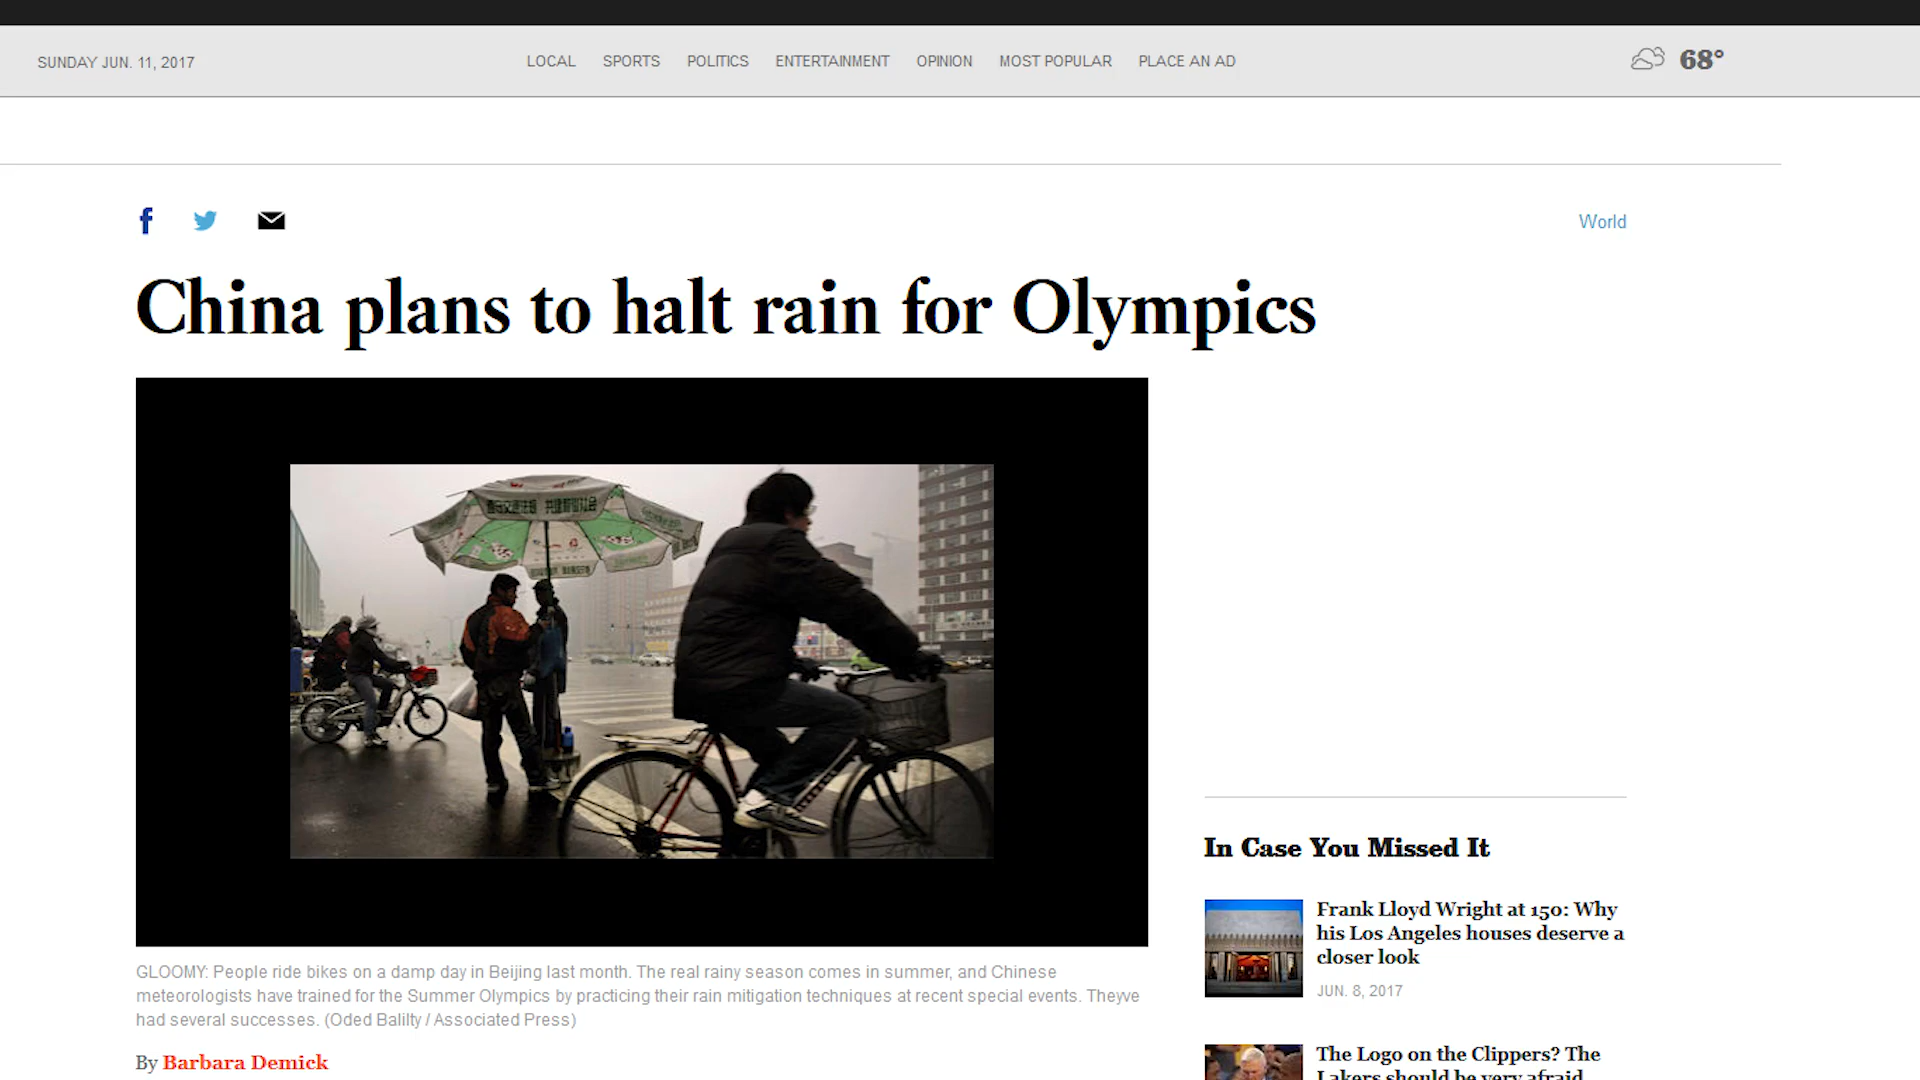 SUNDAY JUN. 11, 2017
LOCAL SPORTS POLITICS ENTERTAINMENT OPINION MOST POPULAR PLACE AN AD
68°
World
China plans to halt rain for Olympics
GLOOMY: People ride bikes on a damp day in Beijing last month. The real rainy season comes in summer, and Chinese
meteorologists have trained for the Summer Olympics by practicing their rain mitigation techniques at recent special events. Theyve
had several successes. (Oded Balilty / Associated Press)
By Barbara Demick
In Case You Missed It
Frank Lloyd Wright at 150: Why
his Los Angeles houses deserve a
closer look
JUN. 8, 2017
The Logo on the Clippers? The
Lakers should be very afraid